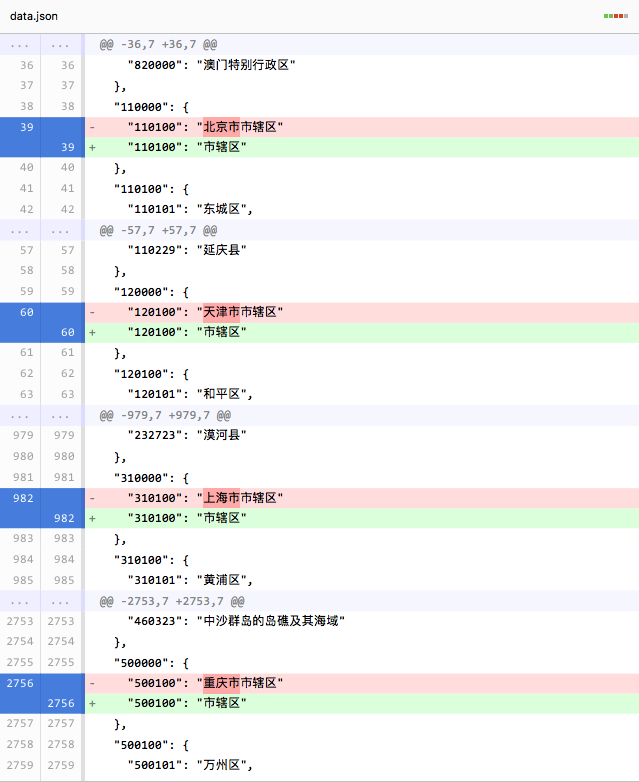 data.json
... ... @@ -36,7 +36,7 @@
36 36 "820000": "澳门特别行政区"
37 37 },
38 38 "110000": {
39 - "110100": "北京市市辖区"
39 + "110100": "市辖区"
40 40 },
41 41 "110100": {
42 42 "110101": "东城区",
... ... @@ -57,7 +57,7 @@
57 57 "110229": "延庆县"
58 58 },
59 59 "120000": {
60 - "120100": "天津市市辖区"
60 + "120100": "市辖区"
61 61 },
62 62 "120100": {
63 63 "120101": "和平区",
... ... @@ -979,7 +979,7 @@
979 979 "232723": "漠河县"
980 980 },
981 981 "310000": {
982 - "310100": "上海市市辖区"
982 + "310100": "市辖区"
983 983 },
984 984 "310100": {
985 985 "310101": "黄浦区",
... ... @@ -2753,7 +2753,7 @@
2753 2753 "460323": "中沙群岛的岛礁及其海域"
2754 2754 },
2755 2755 "500000": {
2756 - "500100": "重庆市市辖区"
2756 + "500100": "市辖区"
2757 2757 },
2758 2758 "500100": {
2759 2759 "500101": "万州区",